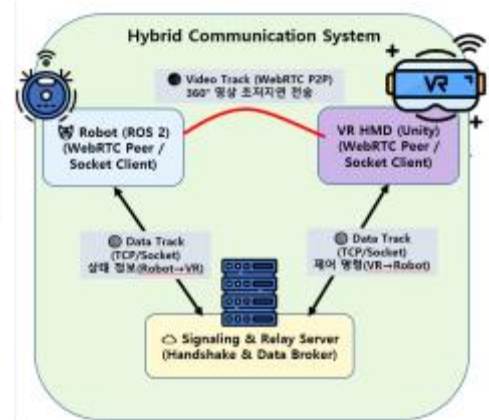 Hybrid Communication System
Video Track (WebRTC P2P)
360° 영상 초저지연 전송
VR
Robot (ROS 2)
(WebRTC Peer /
Socket Client)
VR HMD (Unity)
(WebRTC Peer /
Socket Client)
Data Track
(TCP/Socket)
상태 정보(Robot→VR)
Data Track
(TCP/Socket)
제어 명령(VR→Robot)
Signaling & Relay Server
(Handshake & Data Broker)